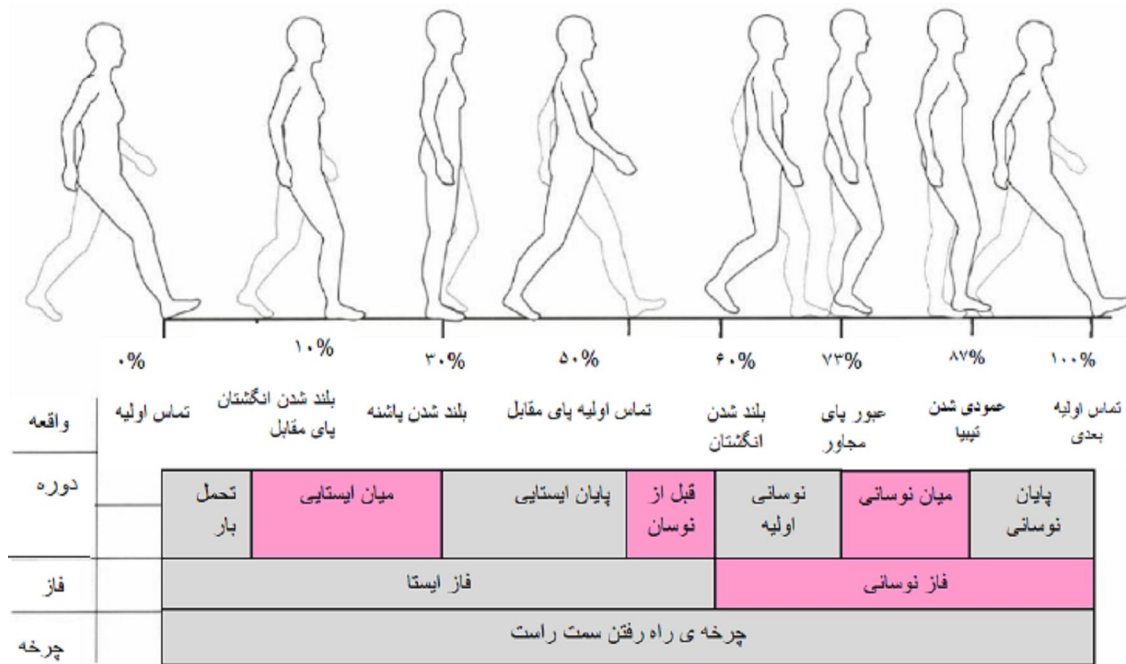 ۰%
۱۰%
۳۰%
۵۰%
۶۰%
۷۳%
۸۷%
۱۰۰%
واقعه
تماس اولیه
بلند شدن انگشتان
پای مقابل
بلند شدن پاشنه
تماس اولیه پای مقابل
بلند شدن
انگشتان
عبور پای
مجاور
عمودی شدن
تیبیا
تماس اولیه
بعدی
دوره
تحمل
بار
میان ایستایی
پایان ایستایی
قبل از
نوسان
نوسانی
اولیه
میان نوسانی
پایان
نوسانی
فاز
فاز ایستا
فاز نوسانی
چرخه
چرخه ی راه رفتن سمت راست